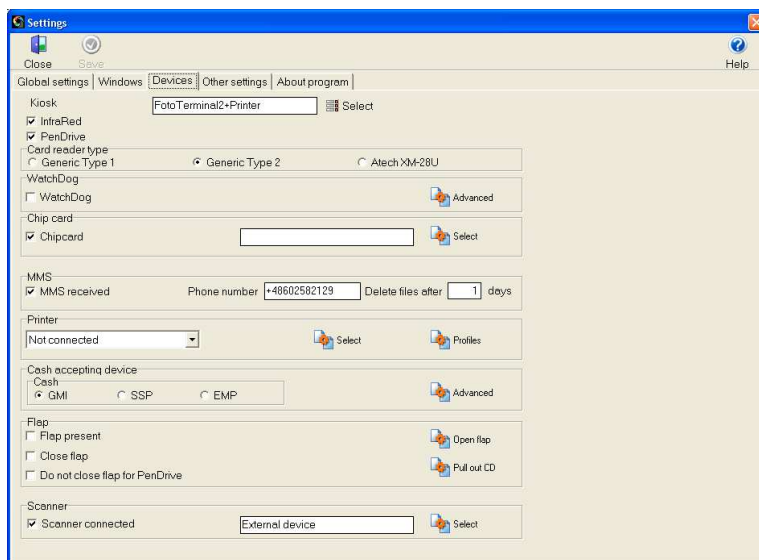 Settings
Close Save Help
Global settings Windows Devices Other settings About program
Kiosk FotoTerminal2+Printer Select
InfraRed
PenDrive
Card reader type
Generic Type 1 Generic Type 2 Atech XM-28U
WatchDog
WatchDog Advanced
Chip card
Chipcard Select
MMS
MMS received Phone number +48602582129 Delete files after 1 days
Printer
Not connected Select Profiles
Cash accepting device
Cash
GMI SSP EMP Advanced
Flap
Flap present Open flap
Close flap
Pull out CD
Do not close flap for PenDrive
Scanner
Scanner connected External device Select